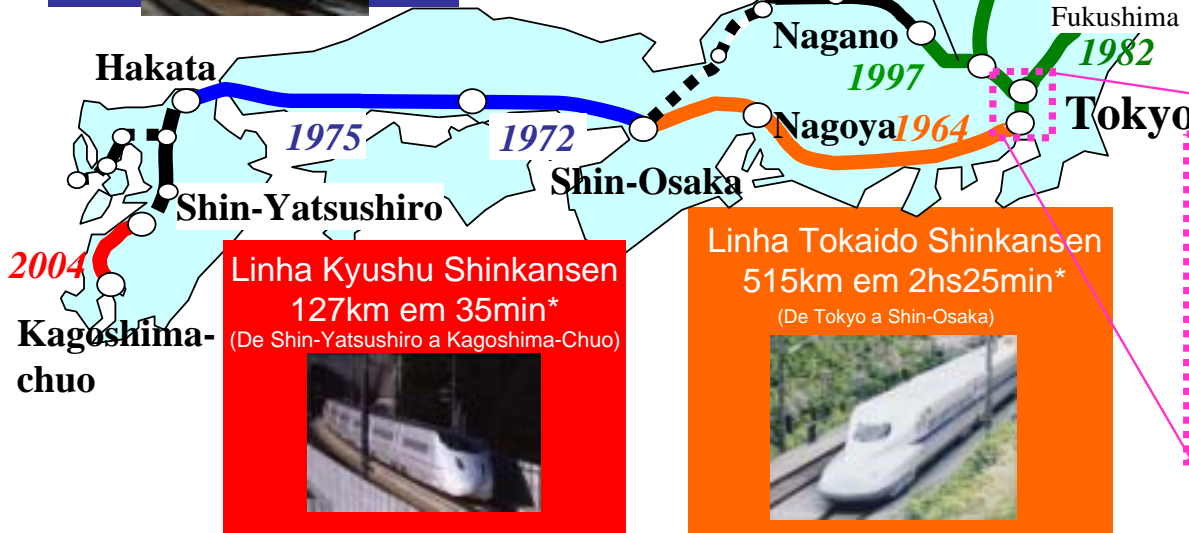 Fukushima
1982
Nagano
1997
Hakata
1975
1972
Nagoya
1964
Tokyo
Shin-Osaka
Shin-Yatsushiro
2004
Kagoshima-
chuo
Linha Kyushu Shinkansen
127km em 35min*
(De Shin-Yatsushiro a Kagoshima-Chuo)
Linha Tokaido Shinkansen
515km em 2hs25min*
(De Tokyo a Shin-Osaka)